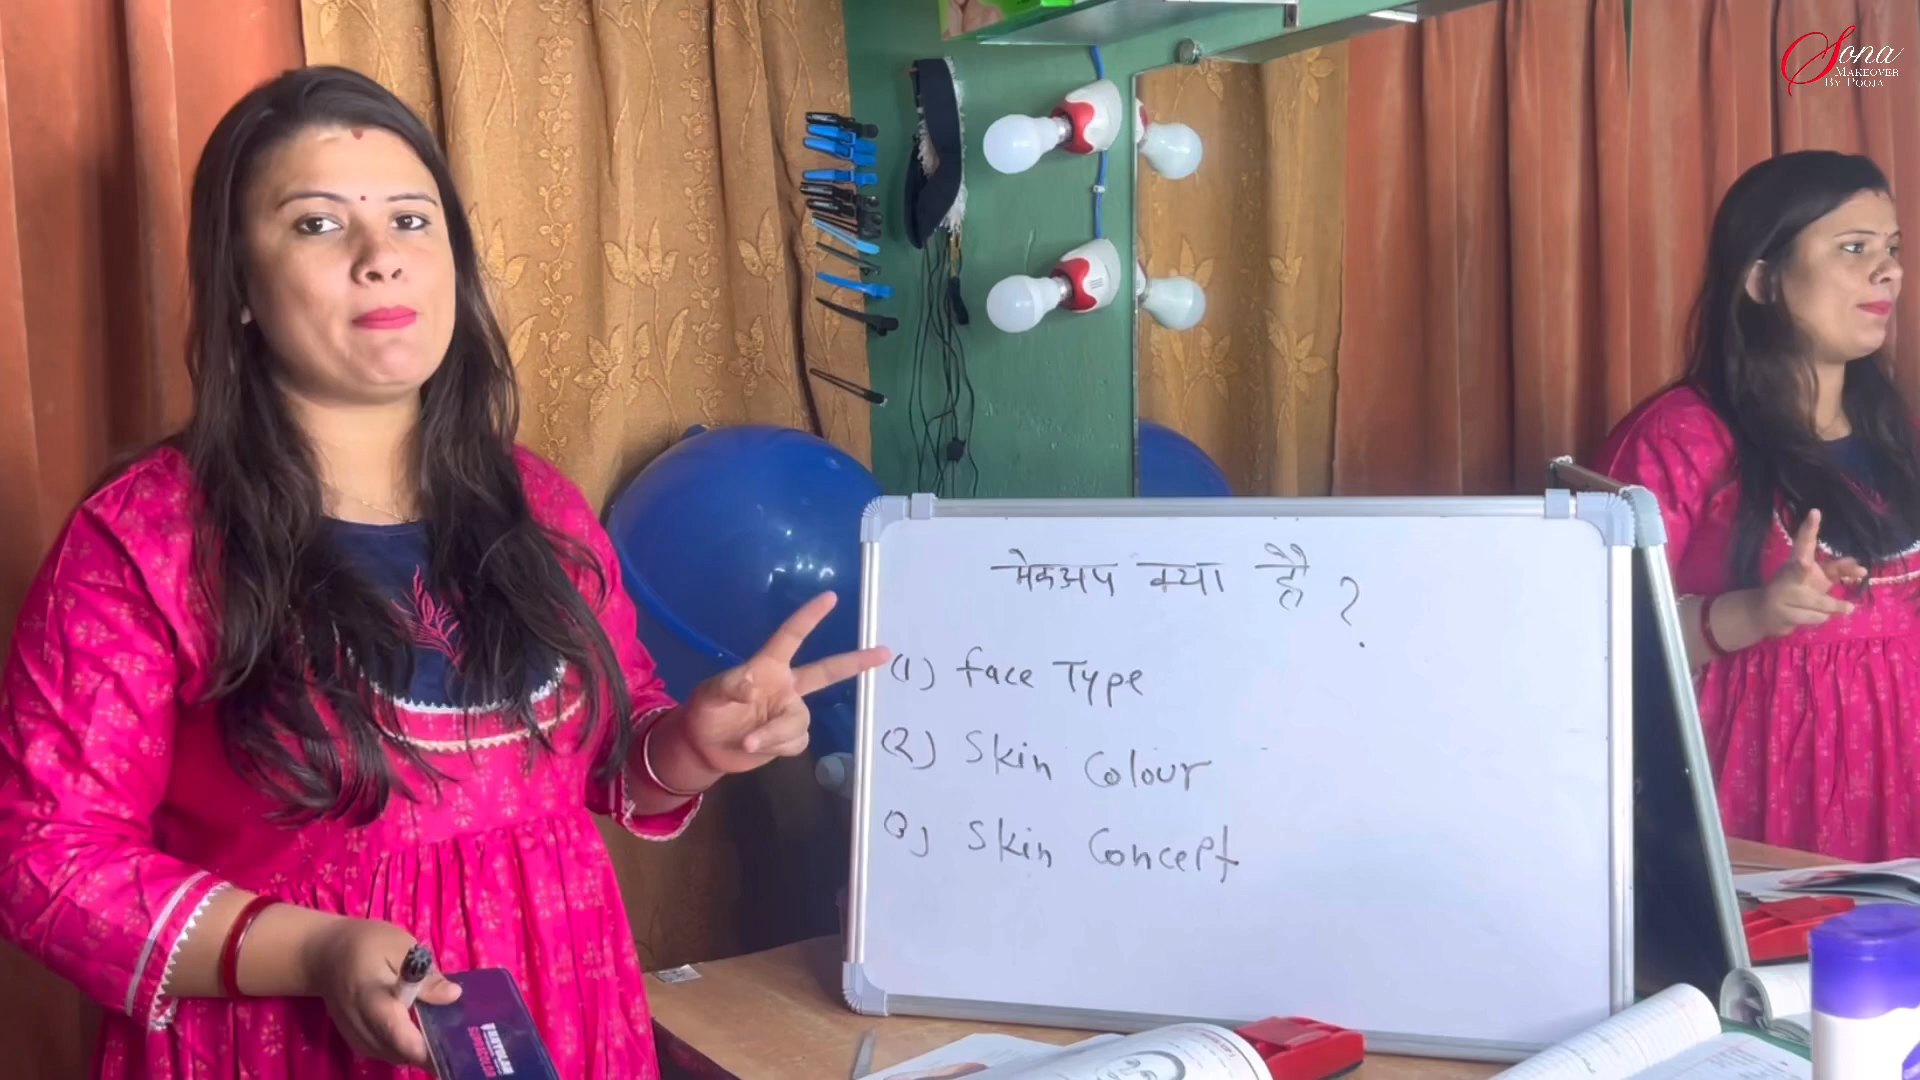 Sona
MAKEOVER
BY POOJA
मेकअप क्या है ?
(1) Face Type
(2) Skin Colour
(3) Skin Concept